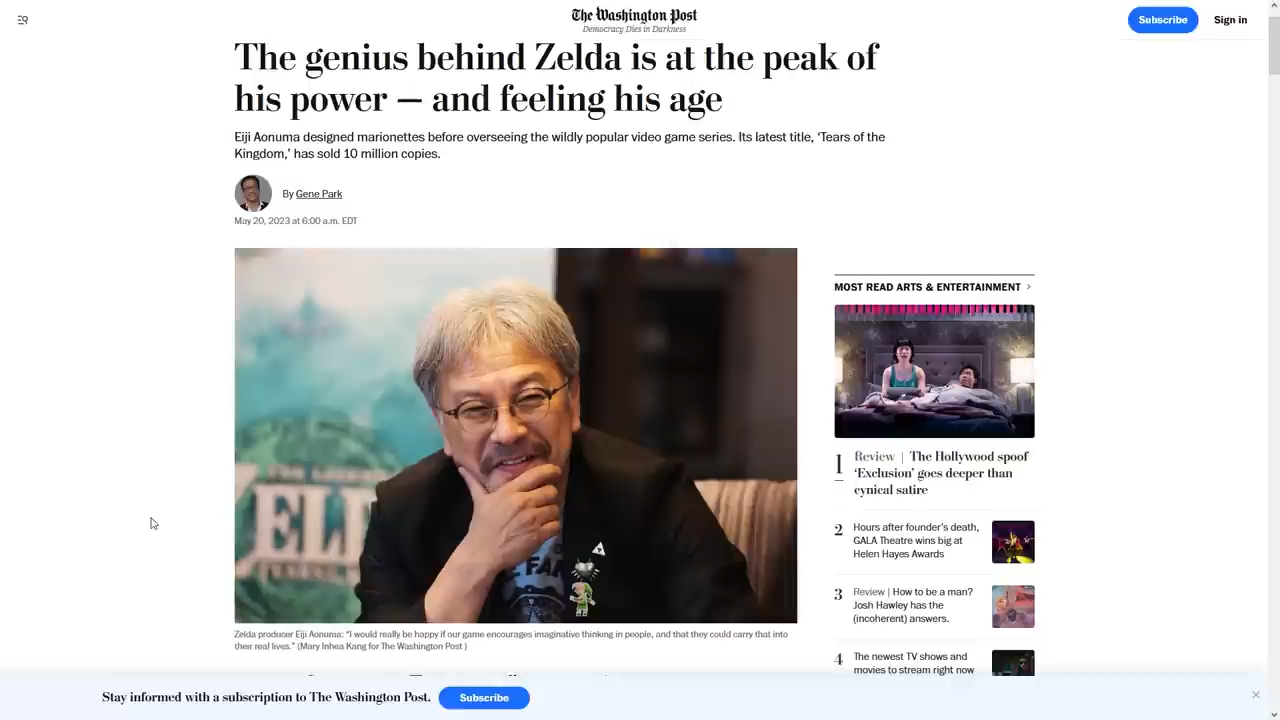 The Washington Post
Democracy Dies in Darkness
Subscribe
Sign in
The genius behind Zelda is at the peak of
his power — and feeling his age
Eiji Aonuma designed marionettes before overseeing the wildly popular video game series. Its latest title, ‘Tears of the
Kingdom,’ has sold 10 million copies.
By Gene Park
May 20, 2023 at 6:00 a.m. EDT
Zelda producer Eiji Aonuma: “I would really be happy if our game encourages imaginative thinking in people, and that they could carry that into
their real lives.” (Mary Inhea Kang for The Washington Post )
MOST READ ARTS & ENTERTAINMENT
1
Review | The Hollywood spoof
‘Exclusion’ goes deeper than
cynical satire
2
Hours after founder’s death,
GALA Theatre wins big at
Helen Hayes Awards
3
Review | How to be a man?
Josh Hawley has the
(incoherent) answers.
4
The newest TV shows and
movies to stream right now
Stay informed with a subscription to The Washington Post.
Subscribe